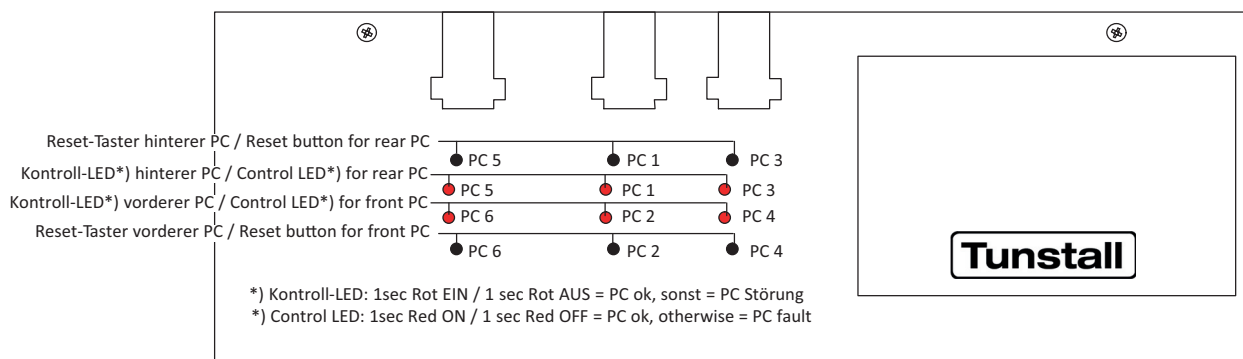 Reset-Taster hinterer PC / Reset button for rear PC
PC 5 PC 1 PC 3
Kontroll-LED*) hinterer PC / Control LED*) for rear PC
PC 5 PC 1 PC 3
Kontroll-LED*) vorderer PC / Control LED*) for front PC
PC 6 PC 2 PC 4
Reset-Taster vorderer PC / Reset button for front PC
PC 6 PC 2 PC 4
Tunstall
*) Kontroll-LED: 1sec Rot EIN / 1 sec Rot AUS = PC ok, sonst = PC Störung
*) Control LED: 1sec Red ON / 1 sec Red OFF = PC ok, otherwise = PC fault